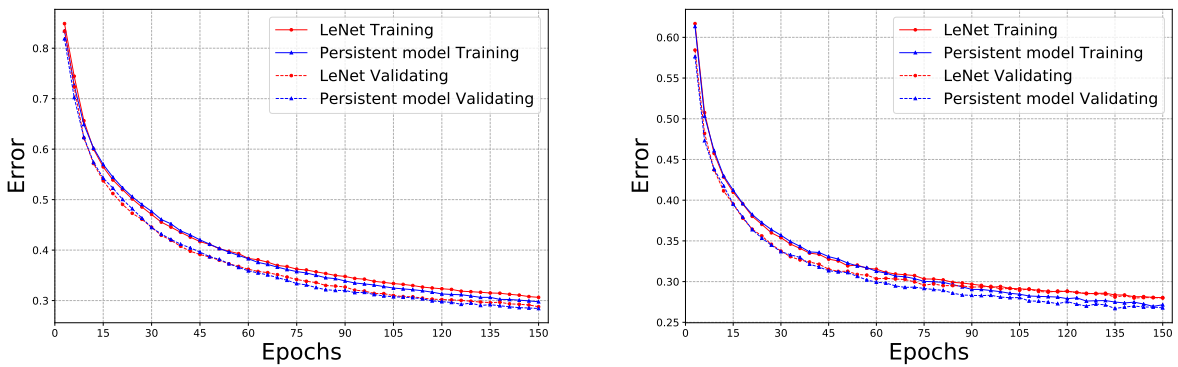 LeNet Training
Persistent model Training
LeNet Validating
Persistent model Validating
Error
0.8
0.7
0.6
0.5
0.4
0.3
0 15 30 45 60 75 90 105 120 135 150
Epochs
LeNet Training
Persistent model Training
LeNet Validating
Persistent model Validating
Error
0.60
0.55
0.50
0.45
0.40
0.35
0.30
0.25
0 15 30 45 60 75 90 105 120 135 150
Epochs